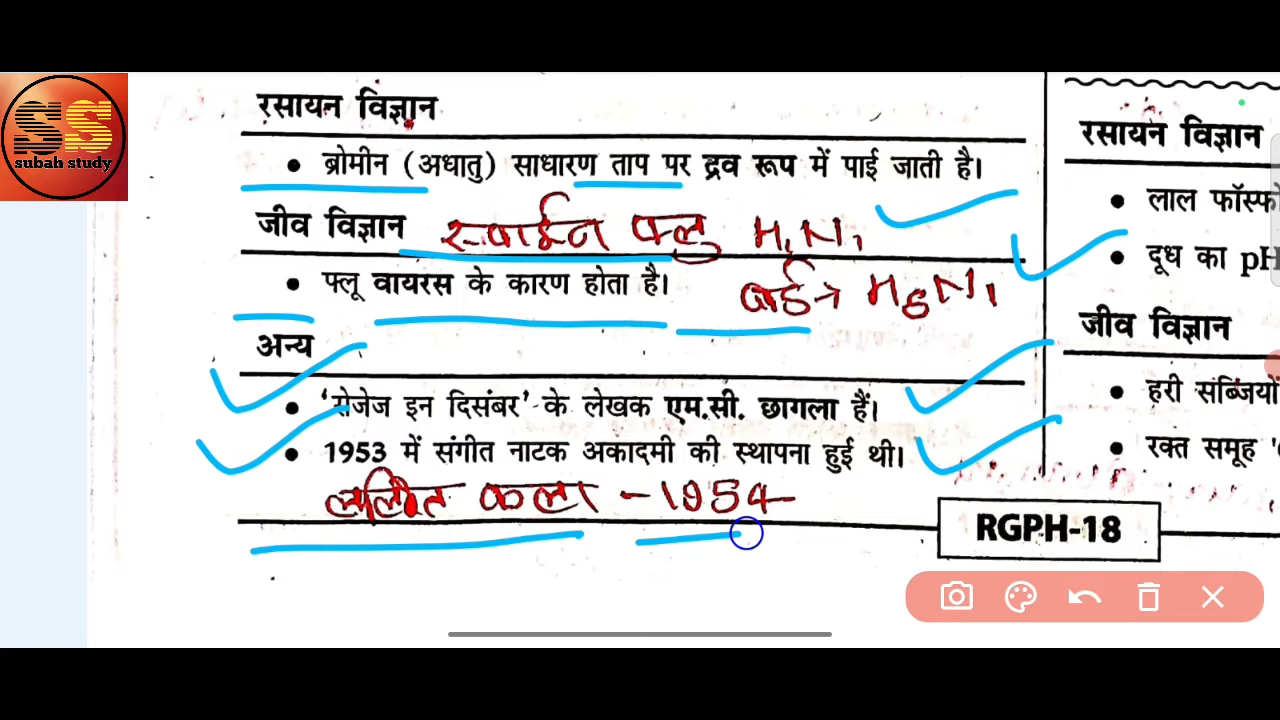 SS
subah study
रसायन विज्ञान
• ब्रोमीन (अधातु) साधारण ताप पर द्रव रूप में पाई जाती है।
जीव विज्ञान स्वाईन फ्लु H1N1
• फ्लू वायरस के कारण होता है। बर्ड → H5N1
अन्य
• 'रोजेज इन दिसंबर' के लेखक एम.सी. छागला हैं।
• 1953 में संगीत नाटक अकादमी की स्थापना हुई थी।
ललित कला - 1954
RGPH-18
रसायन विज्ञान
• लाल
• दूध का pH
जीव विज्ञान
• हरी सब्जियों
• रक्त समूह